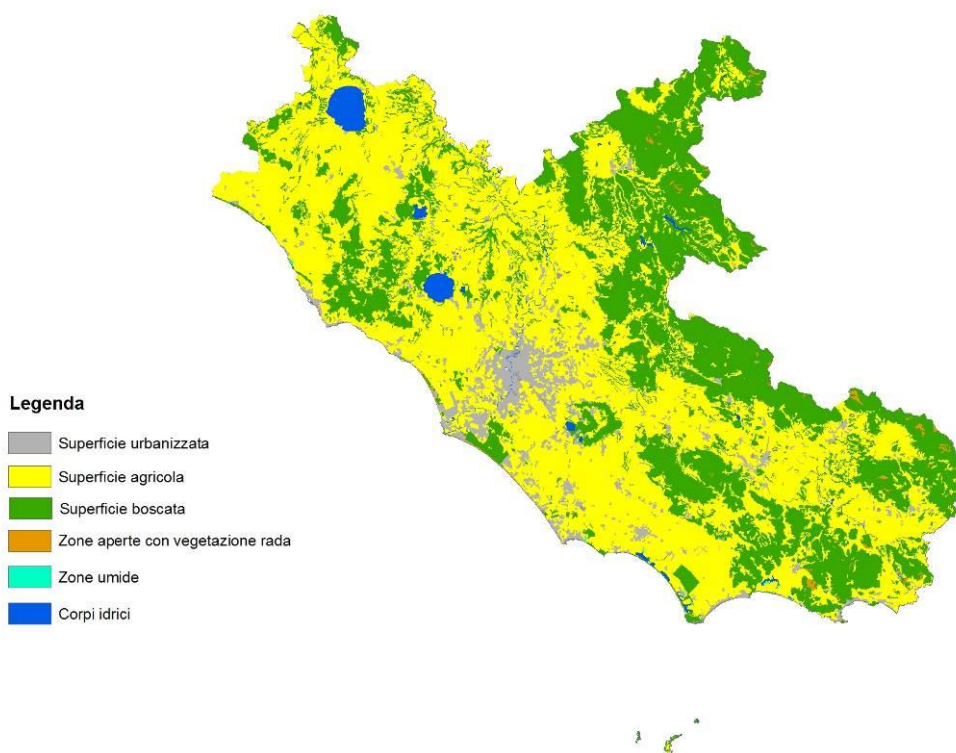 Legenda
Superficie urbanizzata
Superficie agricola
Superficie boscata
Zone aperte con vegetazione rada
Zone umide
Corpi idrici